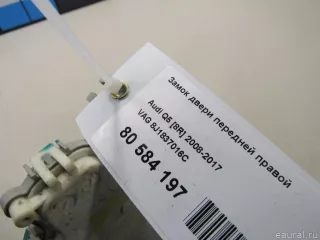 Замок двери передней правой
Audi Q5 [8R] 2008-2017
VAG 8J1837016C
80 584 197
eaural.ru